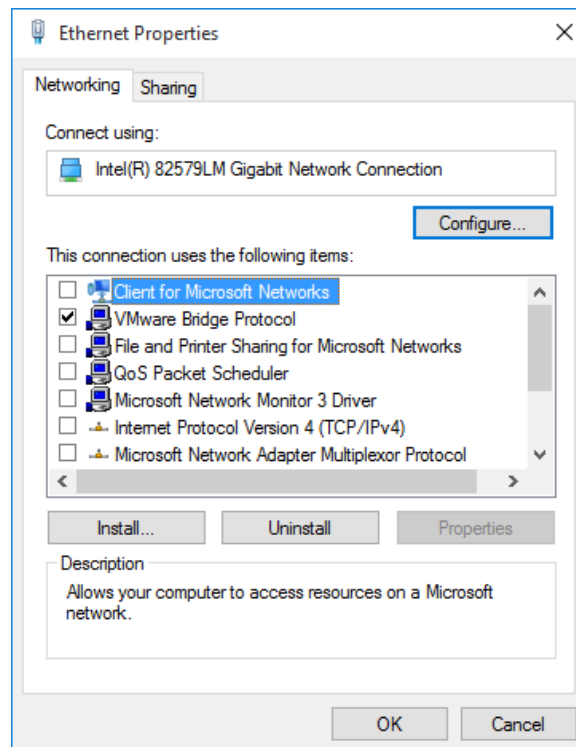 Ethernet Properties
Networking
Sharing
Connect using:
Intel(R) 82579LM Gigabit Network Connection
Configure...
This connection uses the following items:
Client for Microsoft Networks
VMware Bridge Protocol
File and Printer Sharing for Microsoft Networks
QoS Packet Scheduler
Microsoft Network Monitor 3 Driver
Internet Protocol Version 4 (TCP/IPv4)
Microsoft Network Adapter Multiplexor Protocol
Install...
Uninstall
Properties
Description
Allows your computer to access resources on a Microsoft
network.
OK
Cancel